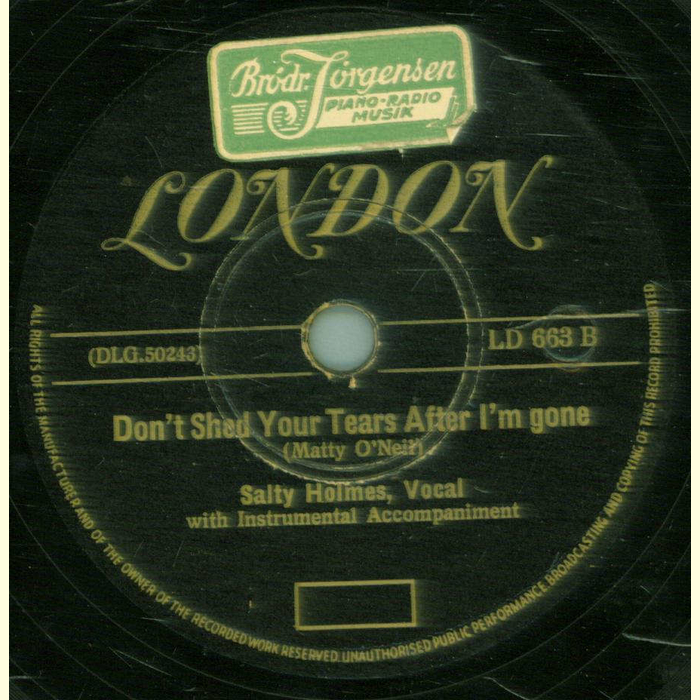 Brödr. Jörgensen
PIANO-RADIO
MUSIK
LONDON
(DLG.50243)
LD 663 B
Don't Shed Your Tears After I'm gone
(Matty O'Neil)
Salty Holmes, Vocal
with Instrumental Accompaniment
ALL RIGHTS OF THE MANUFACTURER AND OF THE OWNER OF THE RECORDED WORK RESERVED. UNAUTHORISED PUBLIC PERFORMANCE, BROADCASTING AND COPYING OF THIS RECORD PROHIBITED